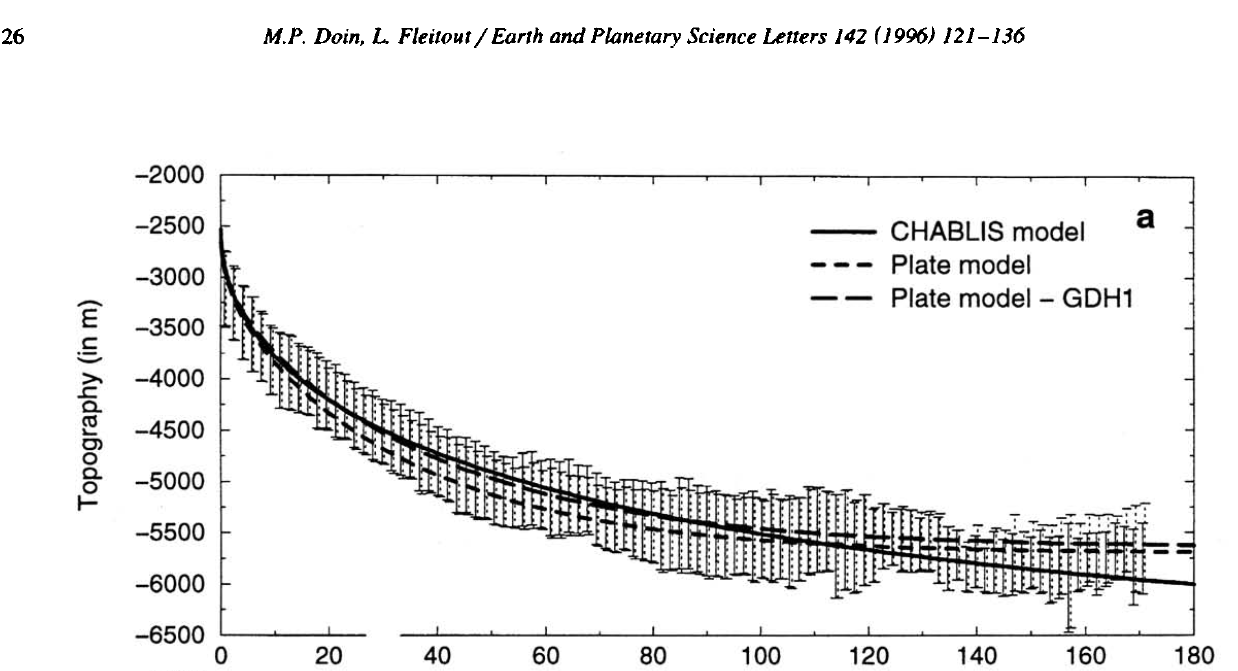 26
M.P. Doin, L. Fleitout / Earth and Planetary Science Letters 142 (1996) 121–136
a
CHABLIS model
Plate model
Plate model – GDH1
Topography (in m)
−2000
−2500
−3000
−3500
−4000
−4500
−5000
−5500
−6000
−6500
0 20 40 60 80 100 120 140 160 180